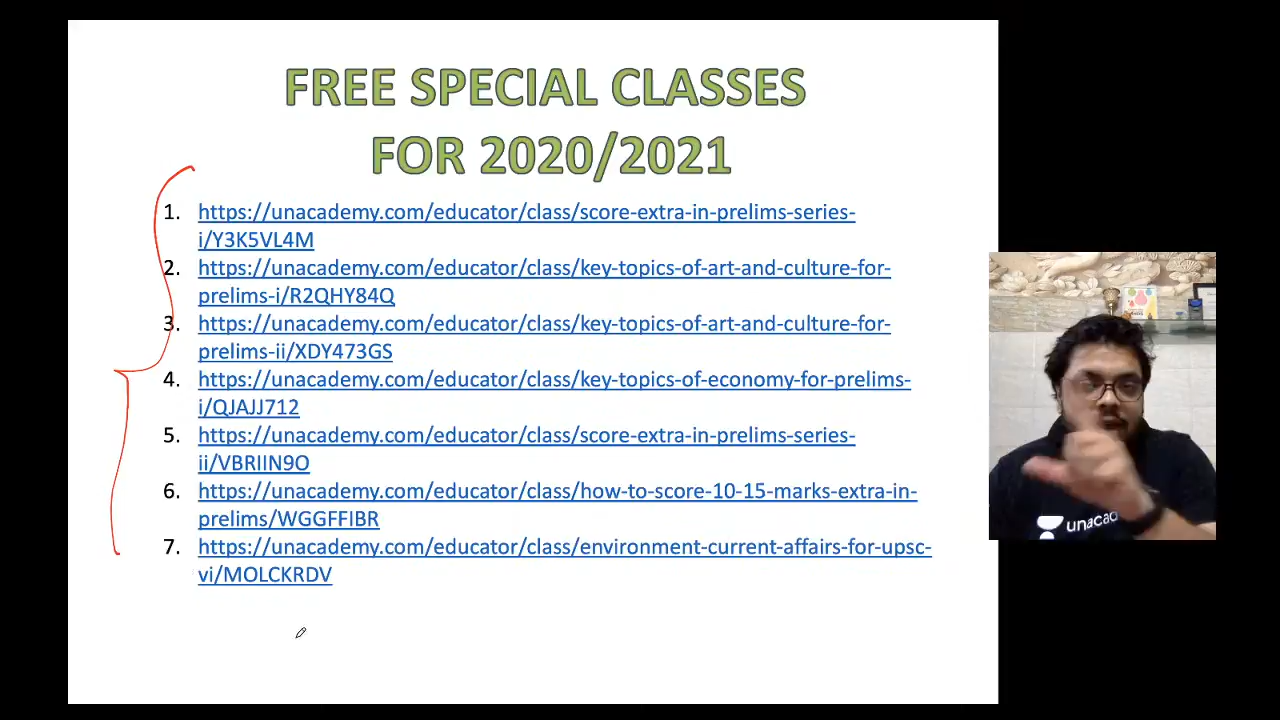 FREE SPECIAL CLASSES
FOR 2020/2021
1. https://unacademy.com/educator/class/score-extra-in-prelims-series-
i/Y3K5VL4M
2. https://unacademy.com/educator/class/key-topics-of-art-and-culture-for-
prelims-i/R2QHY84Q
3. https://unacademy.com/educator/class/key-topics-of-art-and-culture-for-
prelims-ii/XDY473GS
4. https://unacademy.com/educator/class/key-topics-of-economy-for-prelims-
i/QJAJJ712
5. https://unacademy.com/educator/class/score-extra-in-prelims-series-
ii/VBRIIN9O
6. https://unacademy.com/educator/class/how-to-score-10-15-marks-extra-in-
prelims/WGGFFIBR
7. https://unacademy.com/educator/class/environment-current-affairs-for-upsc-
vi/MOLCKRDV
unacad